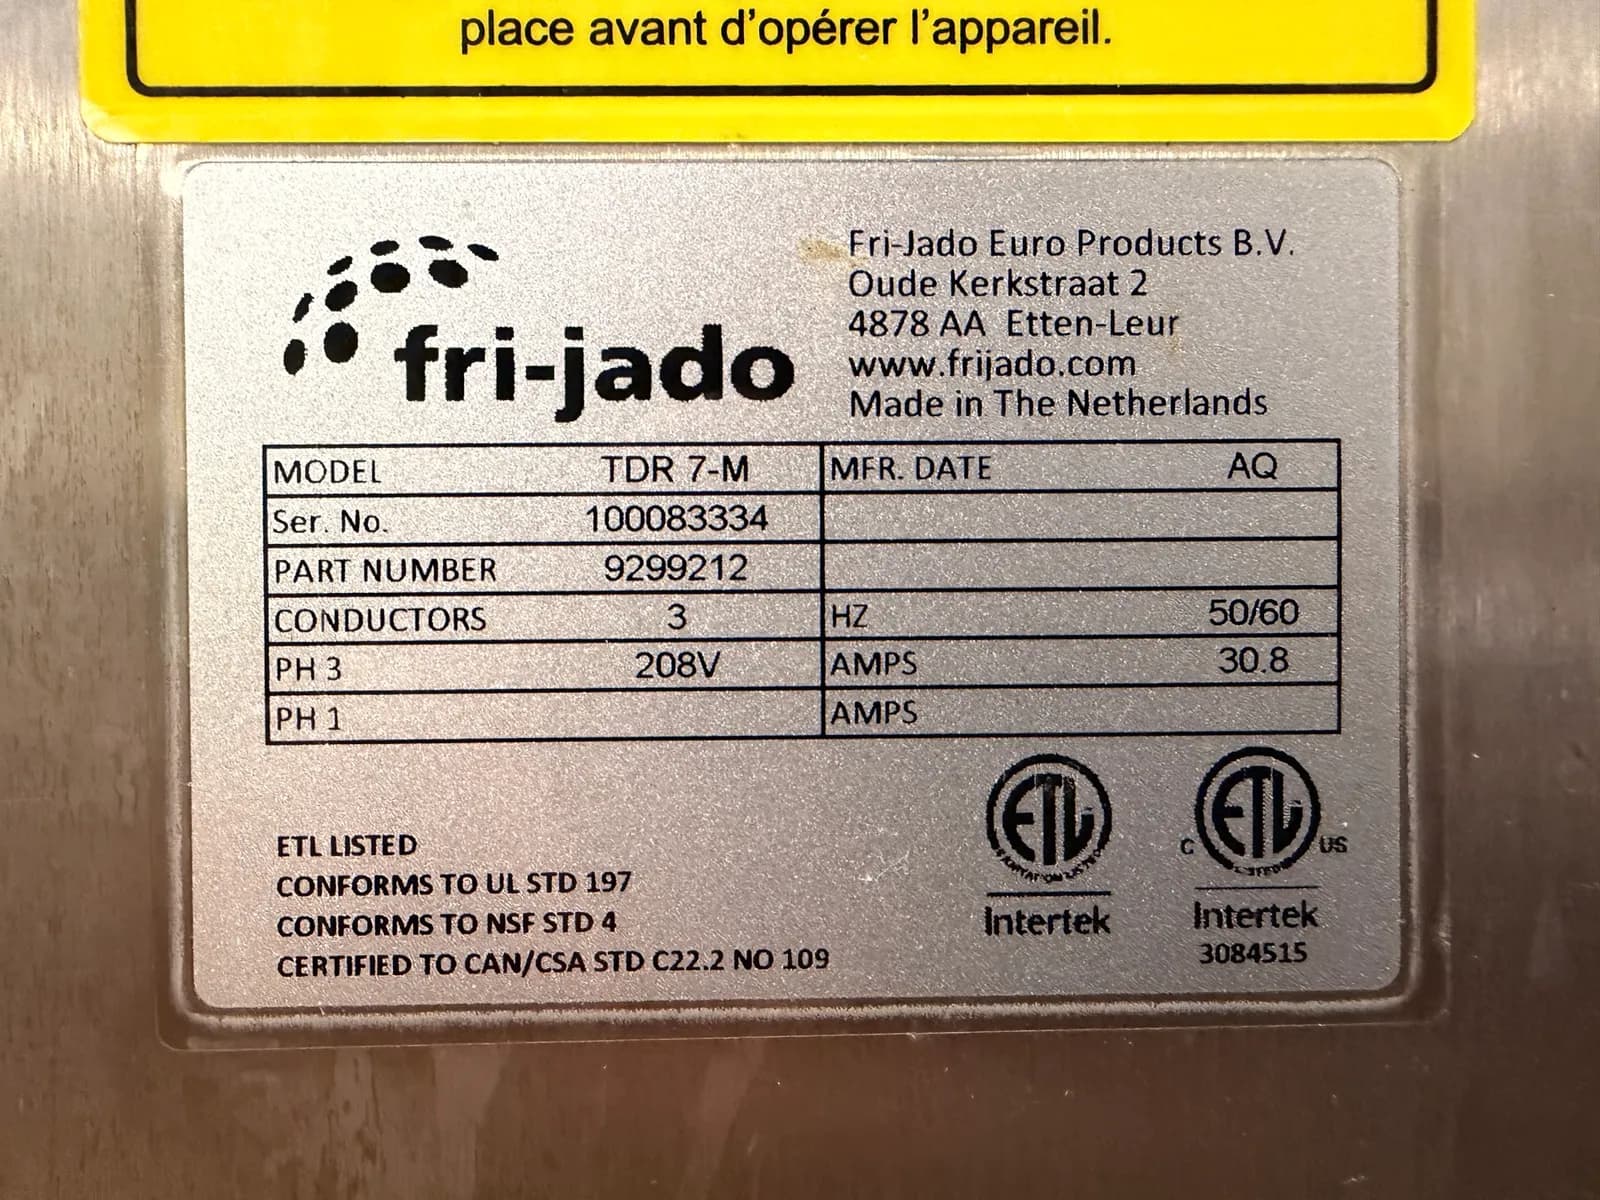 place avant d'opérer l'appareil.
fri-jado
Fri-Jado Euro Products B.V.
Oude Kerkstraat 2
4878 AA Etten-Leur
www.frijado.com
Made in The Netherlands
MODEL TDR 7-M MFR. DATE AQ
Ser. No. 100083334
PART NUMBER 9299212
CONDUCTORS 3 HZ 50/60
PH 3 208V AMPS 30.8
PH 1 AMPS
ETL LISTED
CONFORMS TO UL STD 197
CONFORMS TO NSF STD 4
CERTIFIED TO CAN/CSA STD C22.2 NO 109
ETL
Intertek
C ETL US
LISTED
Intertek
3084515